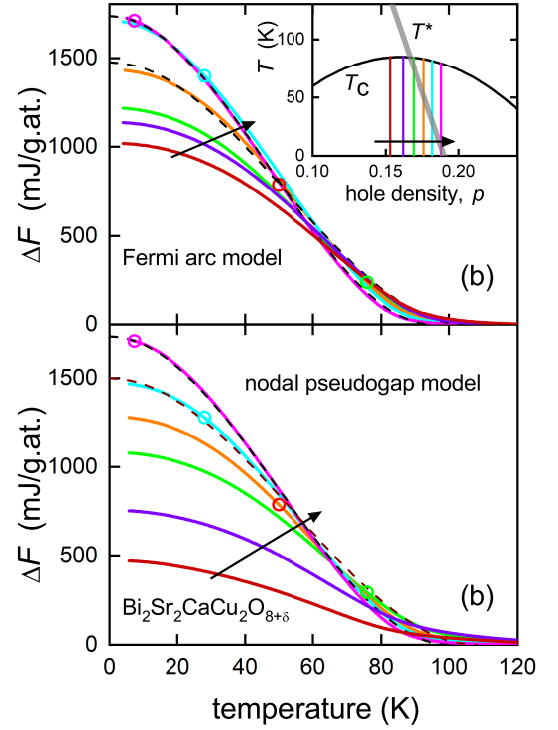 1500
1000
500
0
ΔF (mJ/g.at.)
Fermi arc model
(b)
100
50
0
T (K)
T*
TC
0.10
0.20
hole density, p
1500
1000
500
0
ΔF (mJ/g.at.)
nodal pseudogap model
(b)
Bi2Sr2CaCu2O8+δ
0 20 40 60 80 100 120
temperature (K)